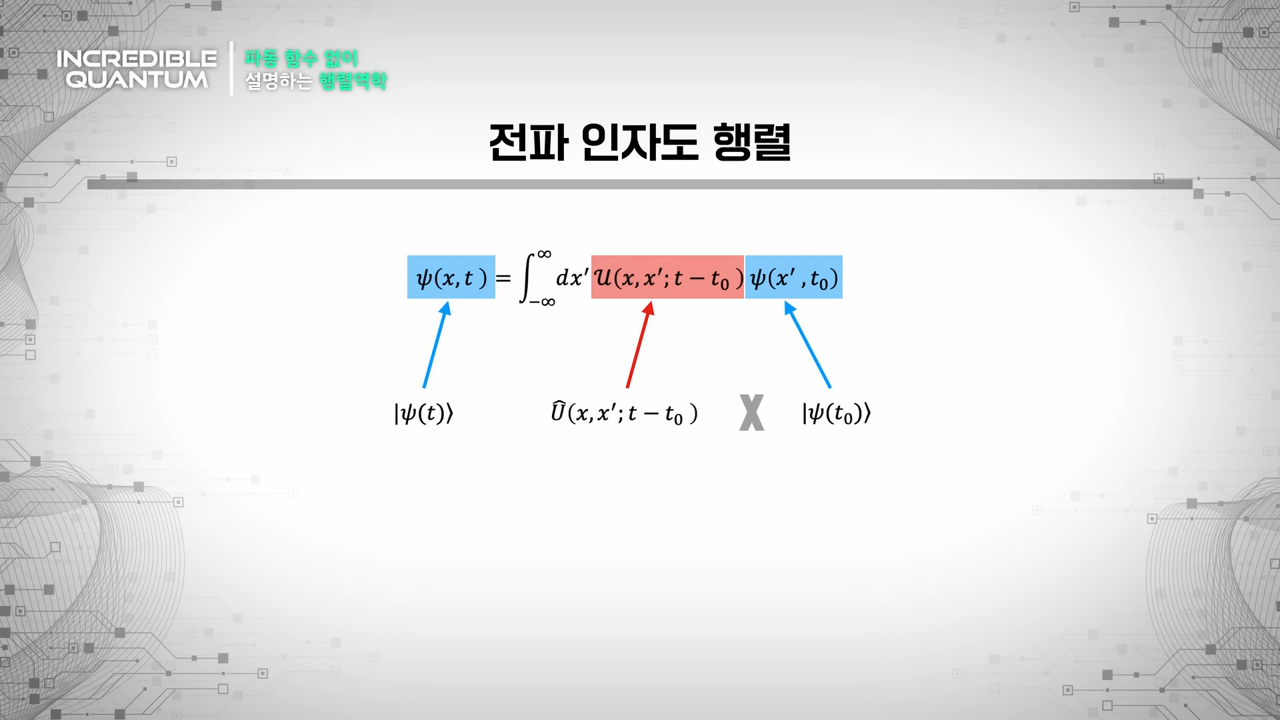 INCREDIBLE
QUANTUM
파동 함수 없이
설명하는 행렬역학
전파 인자도 행렬
ψ(x, t) = ∫_{-∞}^{∞} dx′ 𝒰(x, x′; t − t₀) ψ(x′, t₀)
|ψ(t)⟩ Û(x, x′; t − t₀) X |ψ(t₀)⟩